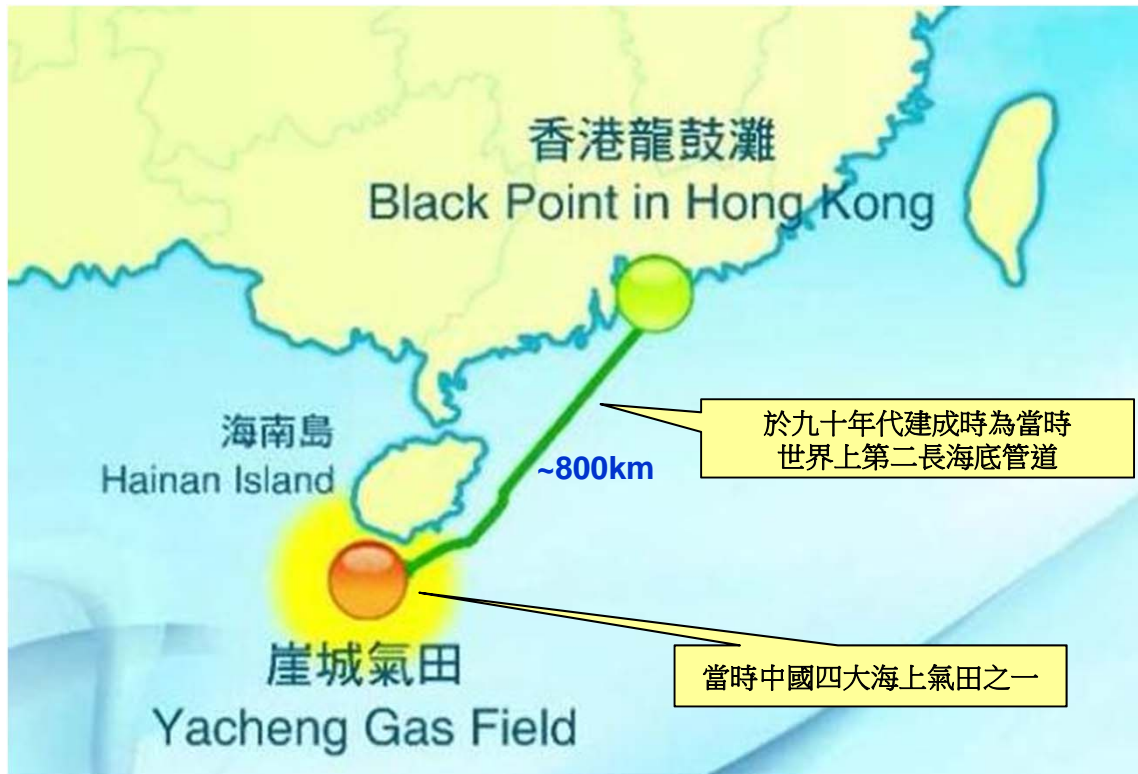 香港龍鼓灘
Black Point in Hong Kong
海南島
Hainan Island
~800km
於九十年代建成時為當時
世界上第二長海底管道
崖城氣田
Yacheng Gas Field
當時中國四大海上氣田之一